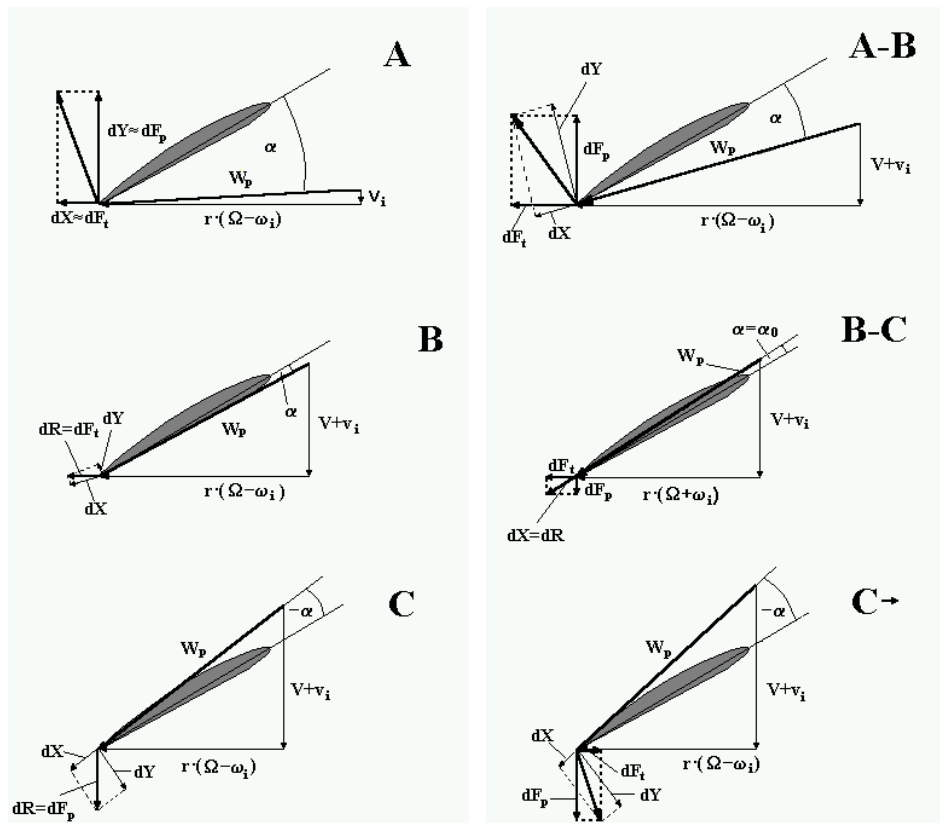 A
dY≈dFp
α
Wp
Vi
dX≈dFt
r·(Ω−ωi)
A-B
dY
α
dFp
Wp
V+vi
r·(Ω−ωi)
dFt
dX
B
dR=dFt
dY
α
Wp
V+vi
r·(Ω−ωi)
dX
B-C
α=α0
Wp
V+vi
dFt
dFp
r·(Ω+ωi)
dX=dR
C
−α
Wp
V+vi
dX
r·(Ω−ωi)
dY
dR=dFp
C→
−α
Wp
V+vi
dX
r·(Ω−ωi)
dFt
dFp
dY